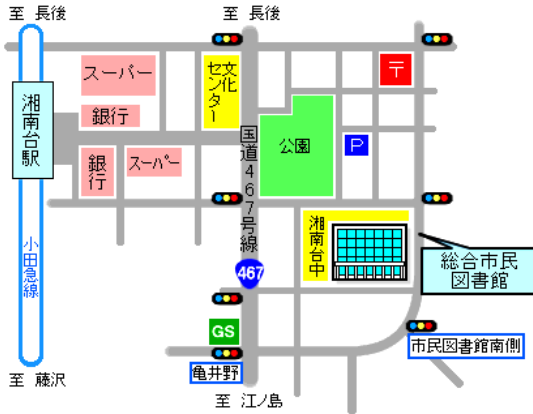 至 長後
至 長後
スーパー
文化
センター
〒
湘南台駅
銀行
国道467号線
公園
P
銀行
スーパー
湘南台中
小田急線
総合市民
図書館
467
GS
市民図書館南側
亀井野
至 藤沢
至 江ノ島